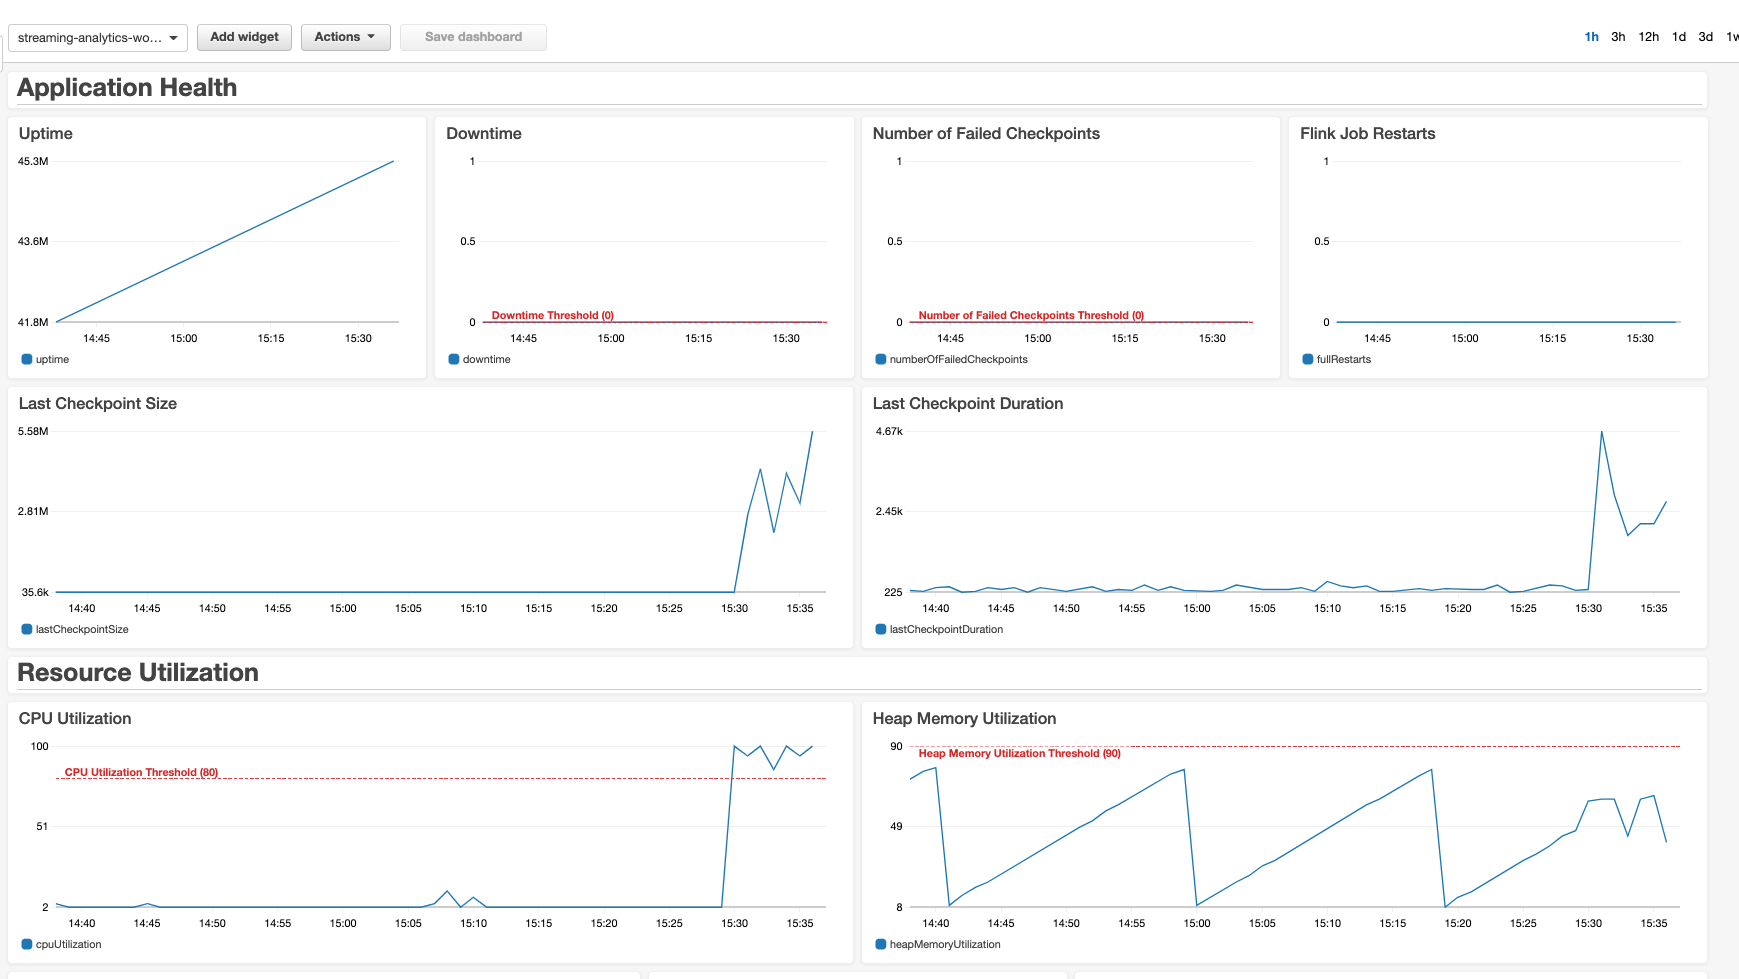 streaming-analytics-wo... Add widget Actions Save dashboard 1h 3h 12h 1d 3d 1w
Application Health
Uptime
45.3M
43.6M
41.8M
14:45 15:00 15:15 15:30
uptime
Downtime
1
0.5
0
Downtime Threshold (0)
14:45 15:00 15:15 15:30
downtime
Number of Failed Checkpoints
1
0.5
0
Number of Failed Checkpoints Threshold (0)
14:45 15:00 15:15 15:30
numberOfFailedCheckpoints
Flink Job Restarts
1
0.5
0
14:45 15:00 15:15 15:30
fullRestarts
Last Checkpoint Size
5.58M
2.81M
35.6k
14:40 14:45 14:50 14:55 15:00 15:05 15:10 15:15 15:20 15:25 15:30 15:35
lastCheckpointSize
Last Checkpoint Duration
4.67k
2.45k
225
14:40 14:45 14:50 14:55 15:00 15:05 15:10 15:15 15:20 15:25 15:30 15:35
lastCheckpointDuration
Resource Utilization
CPU Utilization
100
CPU Utilization Threshold (80)
51
2
14:40 14:45 14:50 14:55 15:00 15:05 15:10 15:15 15:20 15:25 15:30 15:35
cpuUtilization
Heap Memory Utilization
90
Heap Memory Utilization Threshold (90)
49
8
14:40 14:45 14:50 14:55 15:00 15:05 15:10 15:15 15:20 15:25 15:30 15:35
heapMemoryUtilization